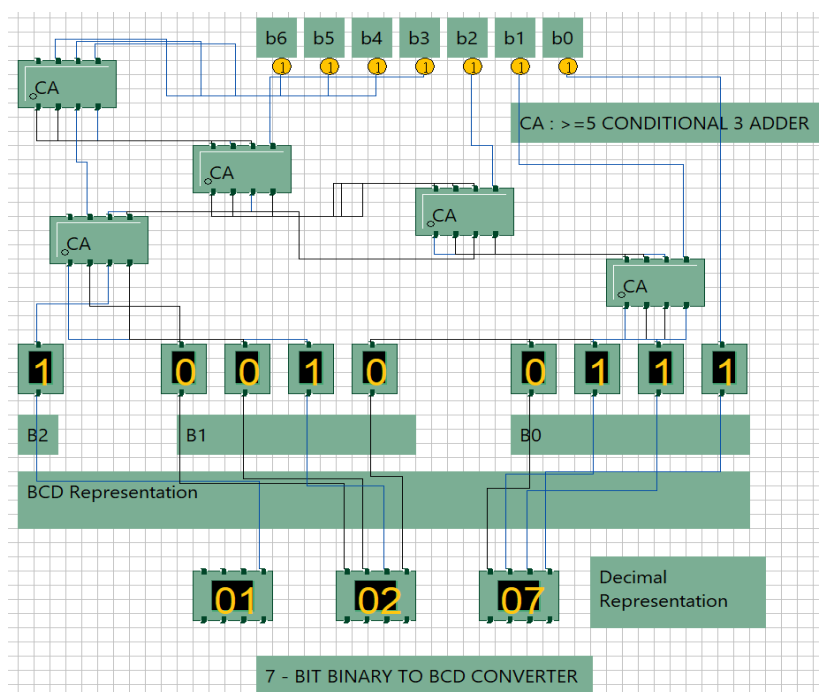 b6 b5 b4 b3 b2 b1 b0
1 1 1 1 1 1 1
CA
CA : >=5 CONDITIONAL 3 ADDER
CA
CA
CA
CA
1 0 0 1 0 0 1 1 1
B2 B1 B0
BCD Representation
01 02 07
Decimal
Representation
7 - BIT BINARY TO BCD CONVERTER